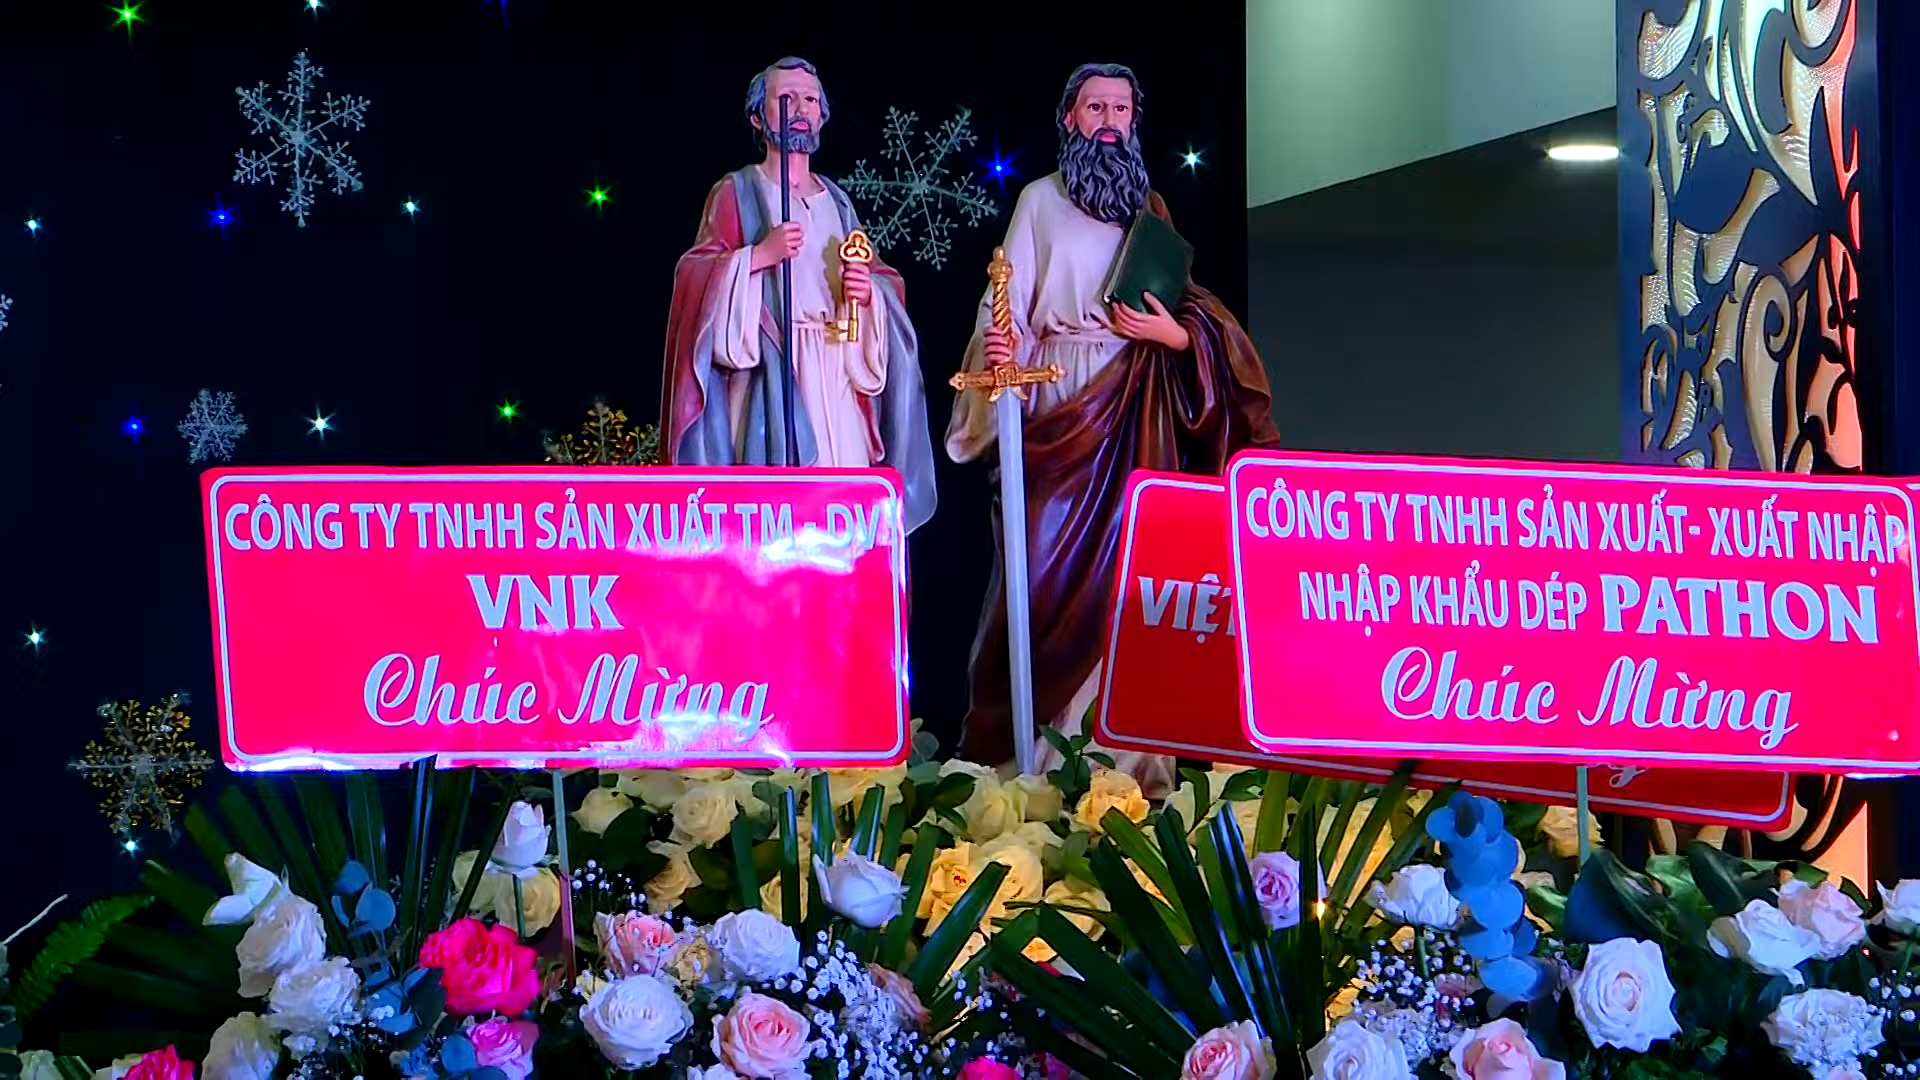 CÔNG TY TNHH SẢN XUẤT TM - DV
VNK
Chúc Mừng
VIỆT
CÔNG TY TNHH SẢN XUẤT- XUẤT NHẬP
NHẬP KHẨU DÉP PATHON
Chúc Mừng